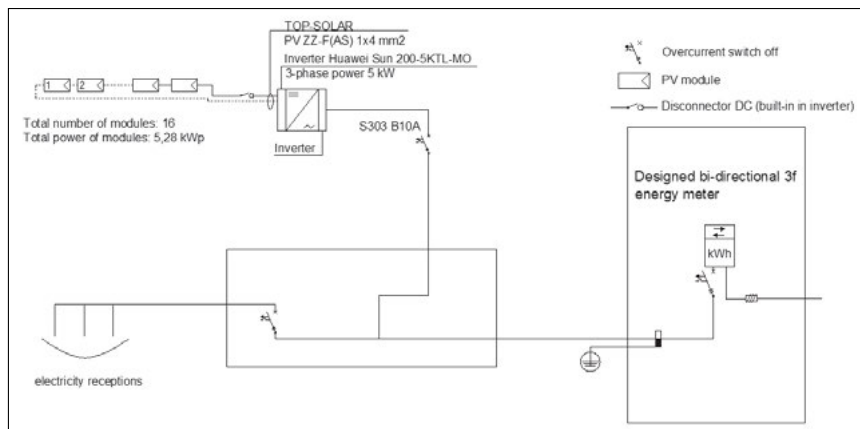 TOP-SOLAR
PV ZZ-F(AS) 1x4 mm2
Inverter Huawei Sun 200-5KTL-MO
3-phase power 5 kW
1 2
Total number of modules: 16
Total power of modules: 5,28 kWp
Inverter
S303 B10A
Overcurrent switch off
PV module
Disconnector DC (built-in in inverter)
Designed bi-directional 3f
energy meter
kWh
electricity receptions